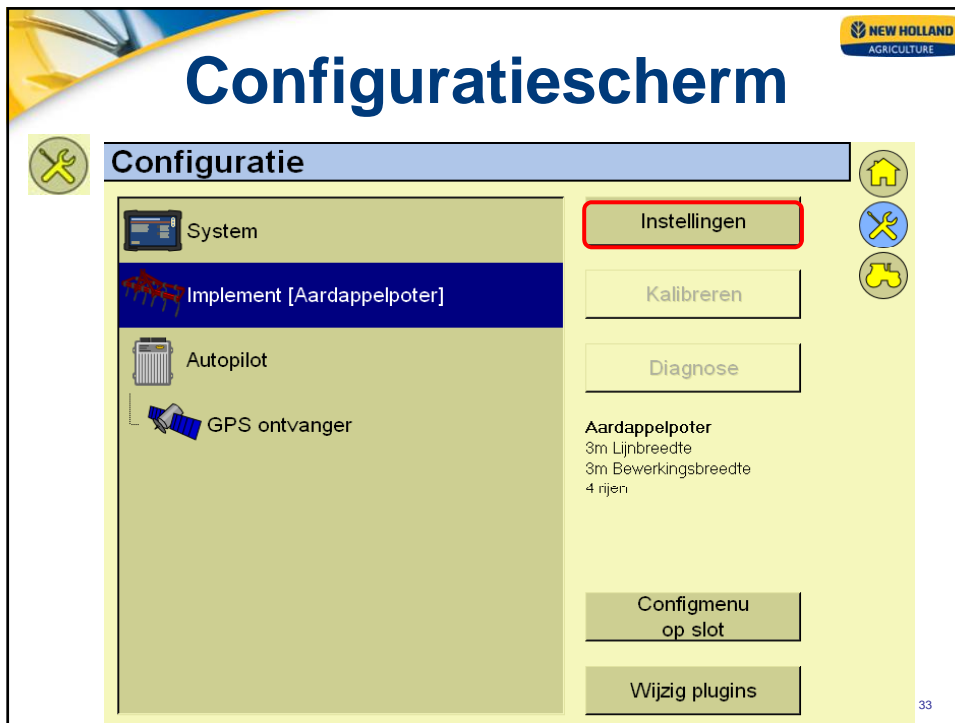 NEW HOLLAND
AGRICULTURE
Configuratiescherm
Configuratie
System
Implement [Aardappelpoter]
Autopilot
GPS ontvanger
Instellingen
Kalibreren
Diagnose
Aardappelpoter
3m Lijnbreedte
3m Bewerkingsbreedte
4 rijen
Configmenu
op slot
Wijzig plugins
33